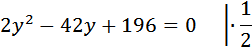 2y² − 42y + 196 = 0 |· 1/2